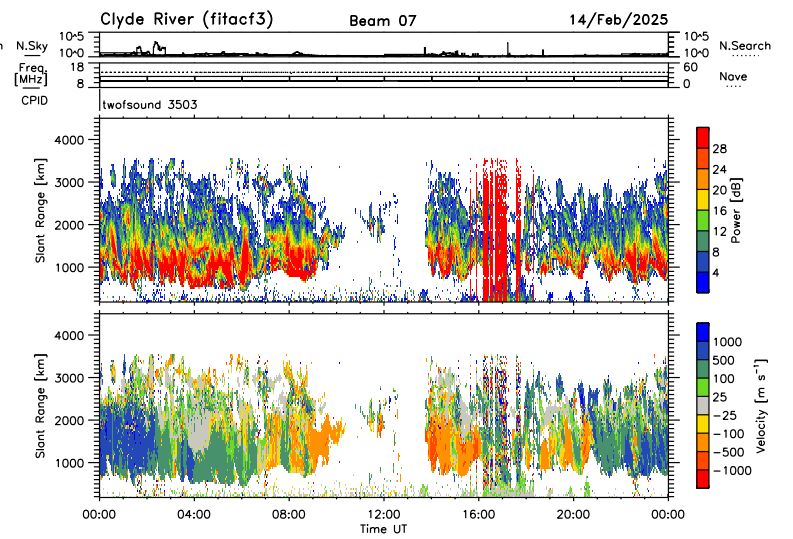 Clyde River (fitacf3) Beam 07 14/Feb/2025
N.Sky 10^5 10^5 N.Search
10^0 10^0
Freq. 18 60 Nave
[MHz] 8 0
CPID twofsound 3503
4000
3000
2000
1000
Slant Range [km]
28
24
20
16
12
8
4
Power [dB]
4000
3000
2000
1000
Slant Range [km]
1000
500
100
25
-25
-100
-500
-1000
Velocity [m s⁻¹]
00:00 04:00 08:00 12:00 16:00 20:00 00:00
Time UT